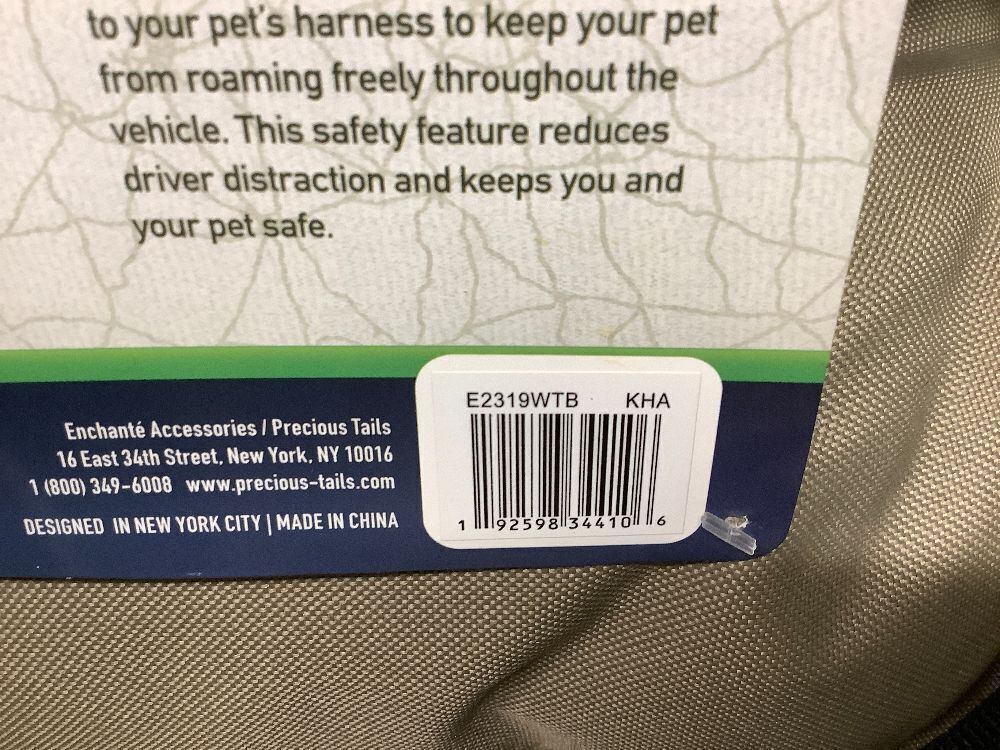 to your pet's harness to keep your pet
from roaming freely throughout the
vehicle. This safety feature reduces
driver distraction and keeps you and
your pet safe.
Enchanté Accessories / Precious Tails
16 East 34th Street, New York, NY 10016
1 (800) 349-6008 www.precious-tails.com
DESIGNED IN NEW YORK CITY | MADE IN CHINA
E2319WTB KHA
1 92598 34410 6